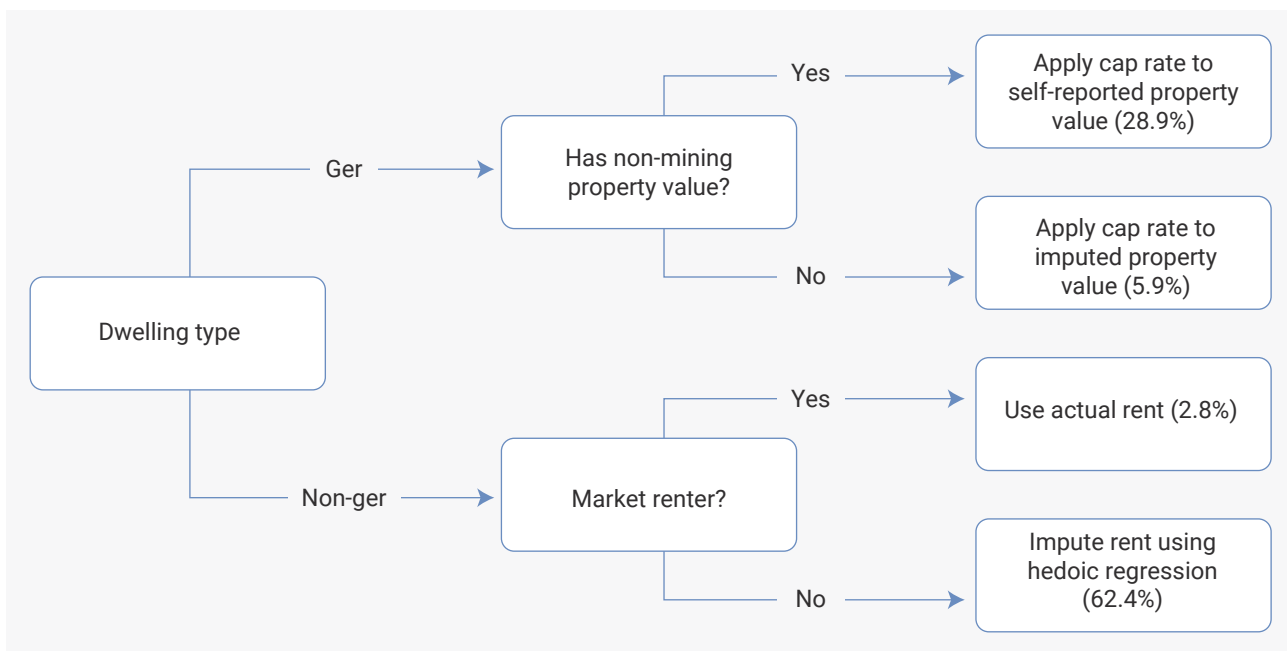 Dwelling type
Ger
Non-ger
Has non-mining
property value?
Market renter?
Yes
No
Yes
No
Apply cap rate to
self-reported property
value (28.9%)
Apply cap rate to
imputed property
value (5.9%)
Use actual rent (2.8%)
Impute rent using
hedoic regression
(62.4%)